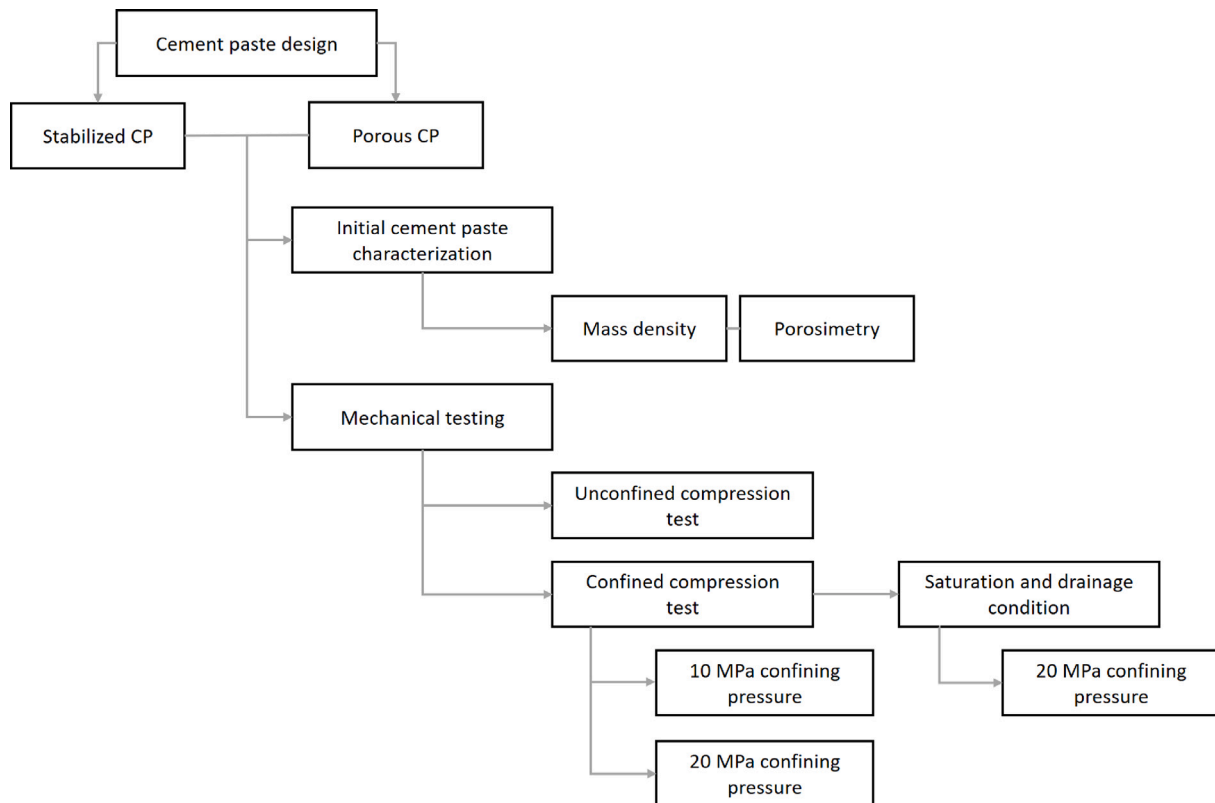 Cement paste design
Stabilized CP
Porous CP
Initial cement paste
characterization
Mass density
Porosimetry
Mechanical testing
Unconfined compression
test
Confined compression
test
Saturation and drainage
condition
10 MPa confining
pressure
20 MPa confining
pressure
20 MPa confining
pressure